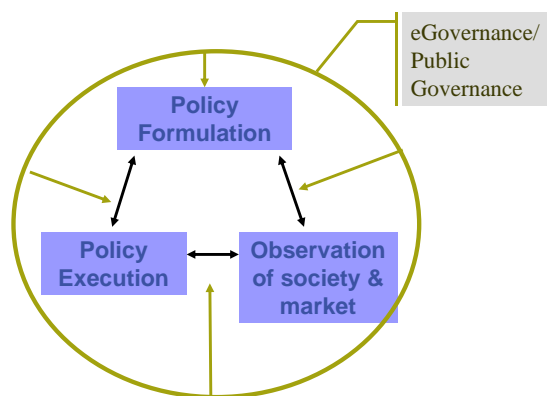 eGovernance/
Public
Governance
Policy
Formulation
Policy
Execution
Observation
of society &
market